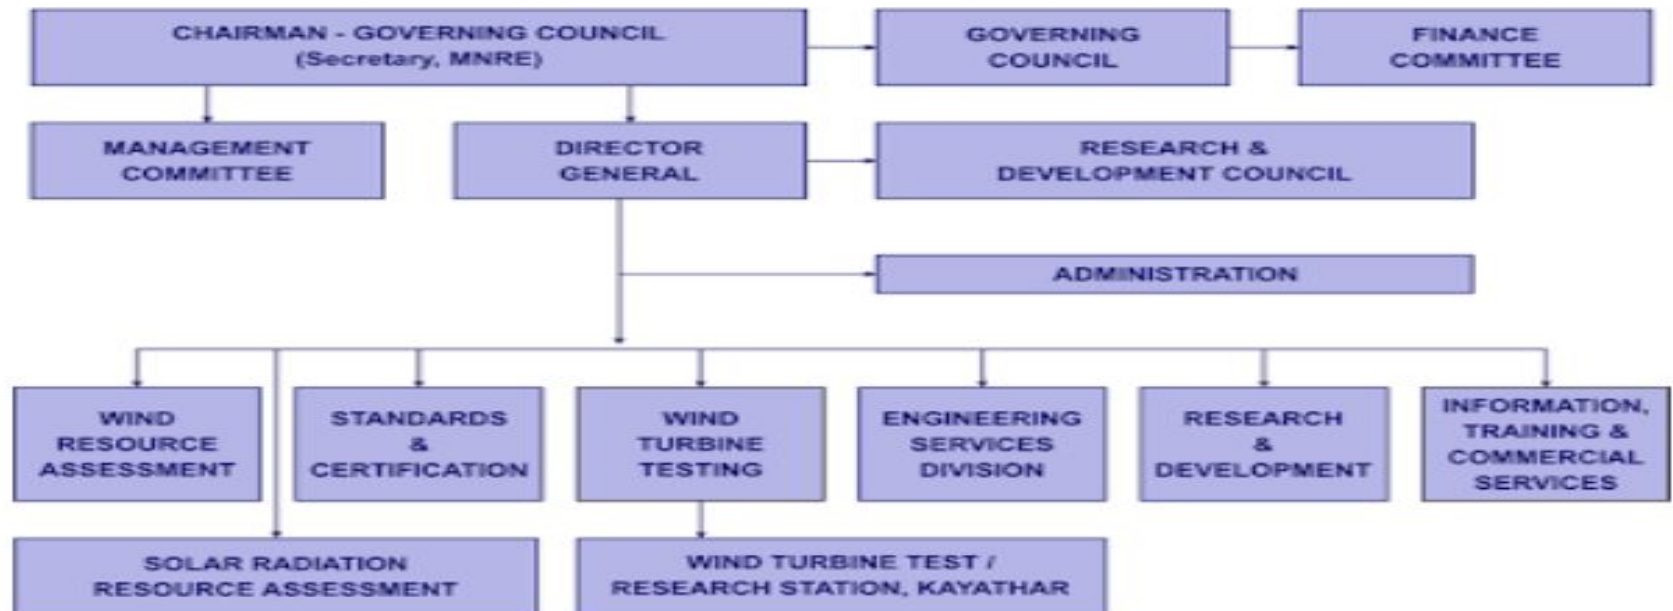 CHAIRMAN - GOVERNING COUNCIL
(Secretary, MNRE)
GOVERNING
COUNCIL
FINANCE
COMMITTEE
MANAGEMENT
COMMITTEE
DIRECTOR
GENERAL
RESEARCH &
DEVELOPMENT COUNCIL
ADMINISTRATION
WIND
RESOURCE
ASSESSMENT
STANDARDS
&
CERTIFICATION
WIND
TURBINE
TESTING
ENGINEERING
SERVICES
DIVISION
RESEARCH
&
DEVELOPMENT
INFORMATION,
TRAINING &
COMMERCIAL
SERVICES
SOLAR RADIATION
RESOURCE ASSESSMENT
WIND TURBINE TEST /
RESEARCH STATION, KAYATHAR